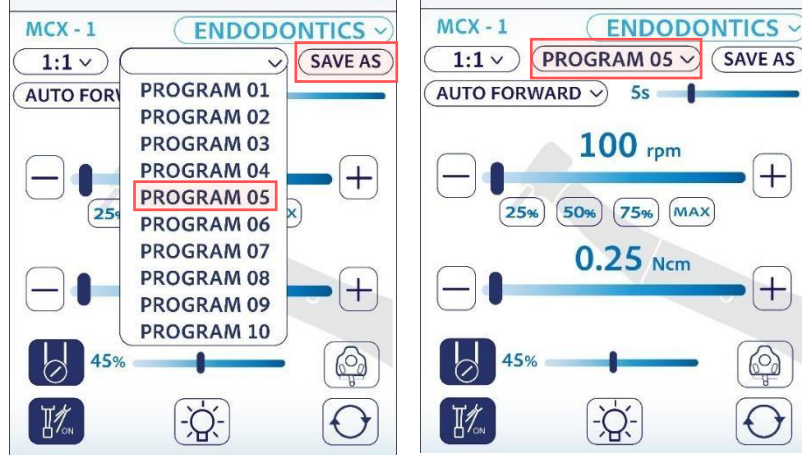 MCX - 1
ENDODONTICS
1:1
SAVE AS
AUTO FORW
PROGRAM 01
PROGRAM 02
PROGRAM 03
PROGRAM 04
PROGRAM 05
25%
X
PROGRAM 06
PROGRAM 07
PROGRAM 08
PROGRAM 09
PROGRAM 10
45%
ON
MCX - 1
ENDODONTICS
1:1
PROGRAM 05
SAVE AS
AUTO FORWARD
5s
100 rpm
25%
50%
75%
MAX
0.25 Ncm
45%
ON